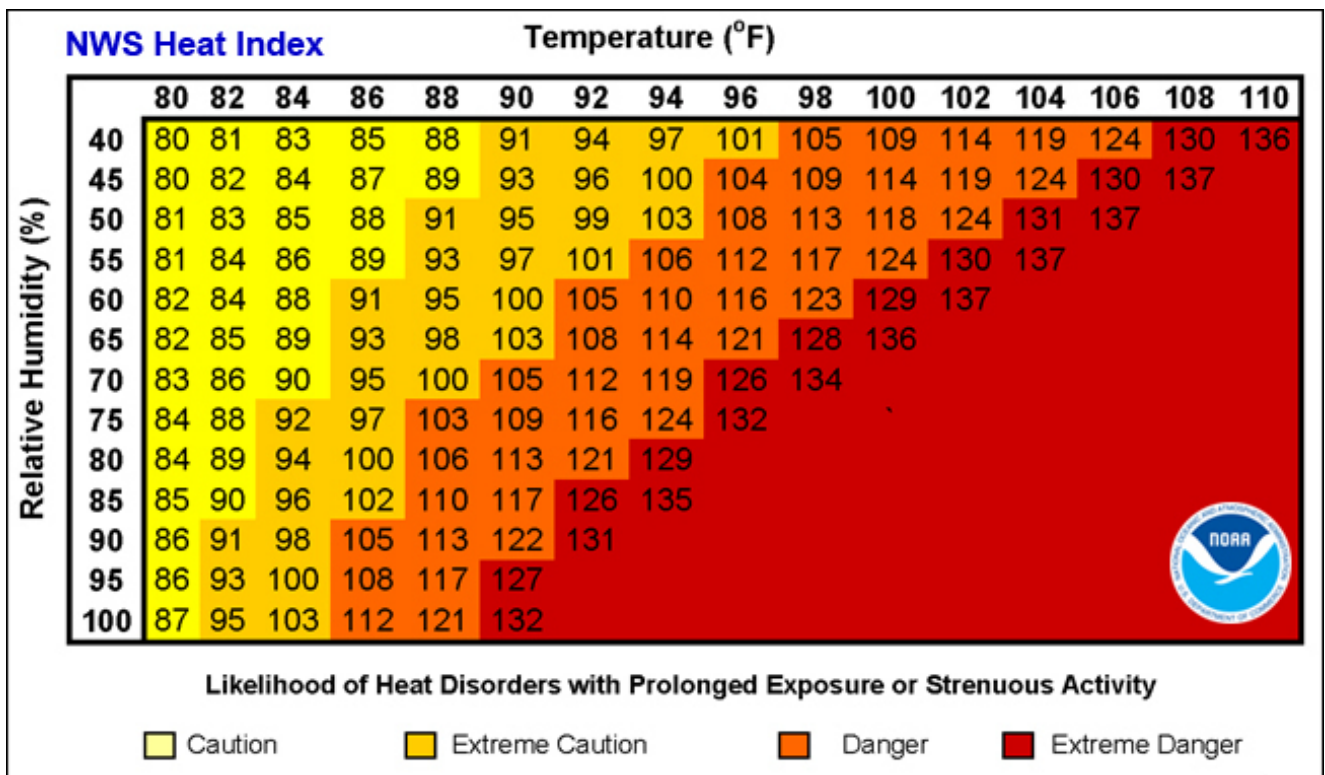 NWS Heat Index
Temperature (°F)
80 82 84 86 88 90 92 94 96 98 100 102 104 106 108 110
Relative Humidity (%)
40 80 81 83 85 88 91 94 97 101 105 109 114 119 124 130 136
45 80 82 84 87 89 93 96 100 104 109 114 119 124 130 137
50 81 83 85 88 91 95 99 103 108 113 118 124 131 137
55 81 84 86 89 93 97 101 106 112 117 124 130 137
60 82 84 88 91 95 100 105 110 116 123 129 137
65 82 85 89 93 98 103 108 114 121 128 136
70 83 86 90 95 100 105 112 119 126 134
75 84 88 92 97 103 109 116 124 132
80 84 89 94 100 106 113 121 129
85 85 90 96 102 110 117 126 135
90 86 91 98 105 113 122 131
95 86 93 100 108 117 127
100 87 95 103 112 121 132
NATIONAL OCEANIC AND ATMOSPHERIC ADMINISTRATION
NOAA
U.S. DEPARTMENT OF COMMERCE
Likelihood of Heat Disorders with Prolonged Exposure or Strenuous Activity
Caution
Extreme Caution
Danger
Extreme Danger